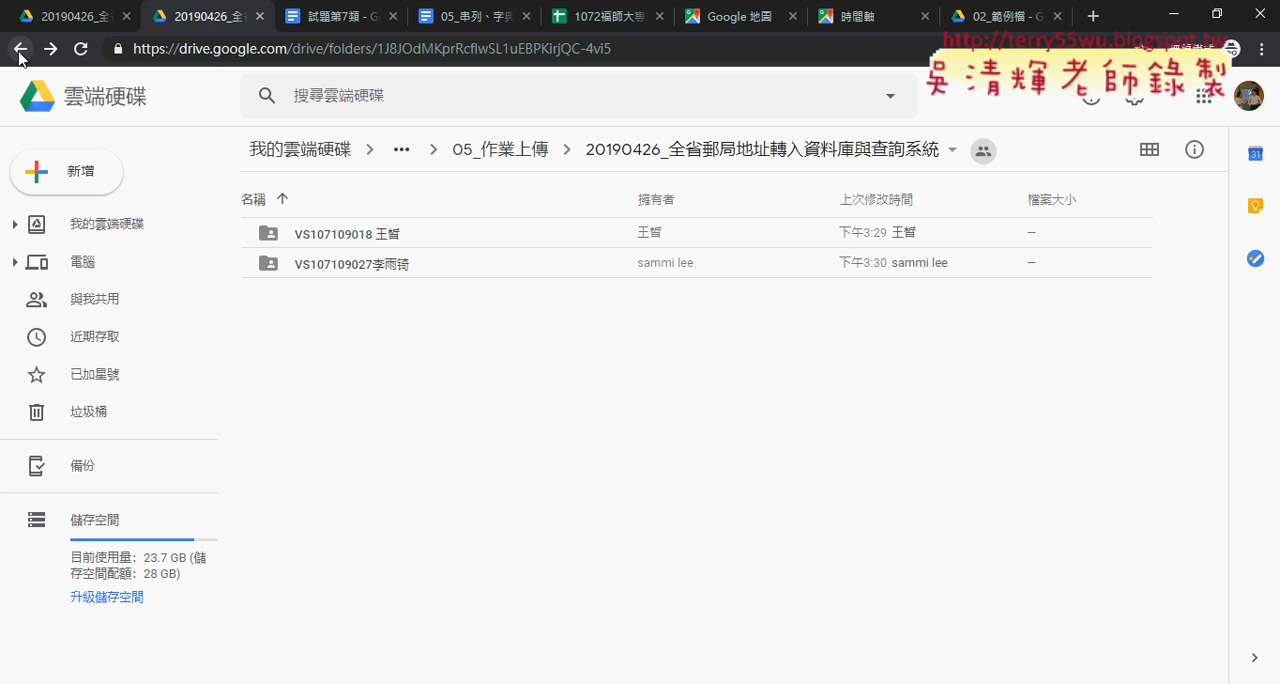 20190426_全
20190426_全
試題第7類 - G
05_串列、字
1072褔師大專
Google 地圖
時間軸
02_範例檔 - G
https://drive.google.com/drive/folders/1J8JOdMKprRcflwSL1uEBPKirjQC-4vi5
http://terry55wu.blogspot.tw
吳清輝老師錄製
雲端硬碟
搜尋雲端硬碟
新增
我的雲端硬碟
電腦
與我共用
近期存取
已加星號
垃圾桶
備份
儲存空間
目前使用量： 23.7 GB (儲
存空間配額： 28 GB)
升級儲存空間
我的雲端硬碟 > ••• > 05_作業上傳 > 20190426_全省郵局地址轉入資料庫與查詢系統
名稱 ↑ 擁有者 上次修改時間 檔案大小
VS107109018 王晳 王晳 下午3:29 王晳 –
VS107109027李雨锜 sammi lee 下午3:30 sammi lee –
31